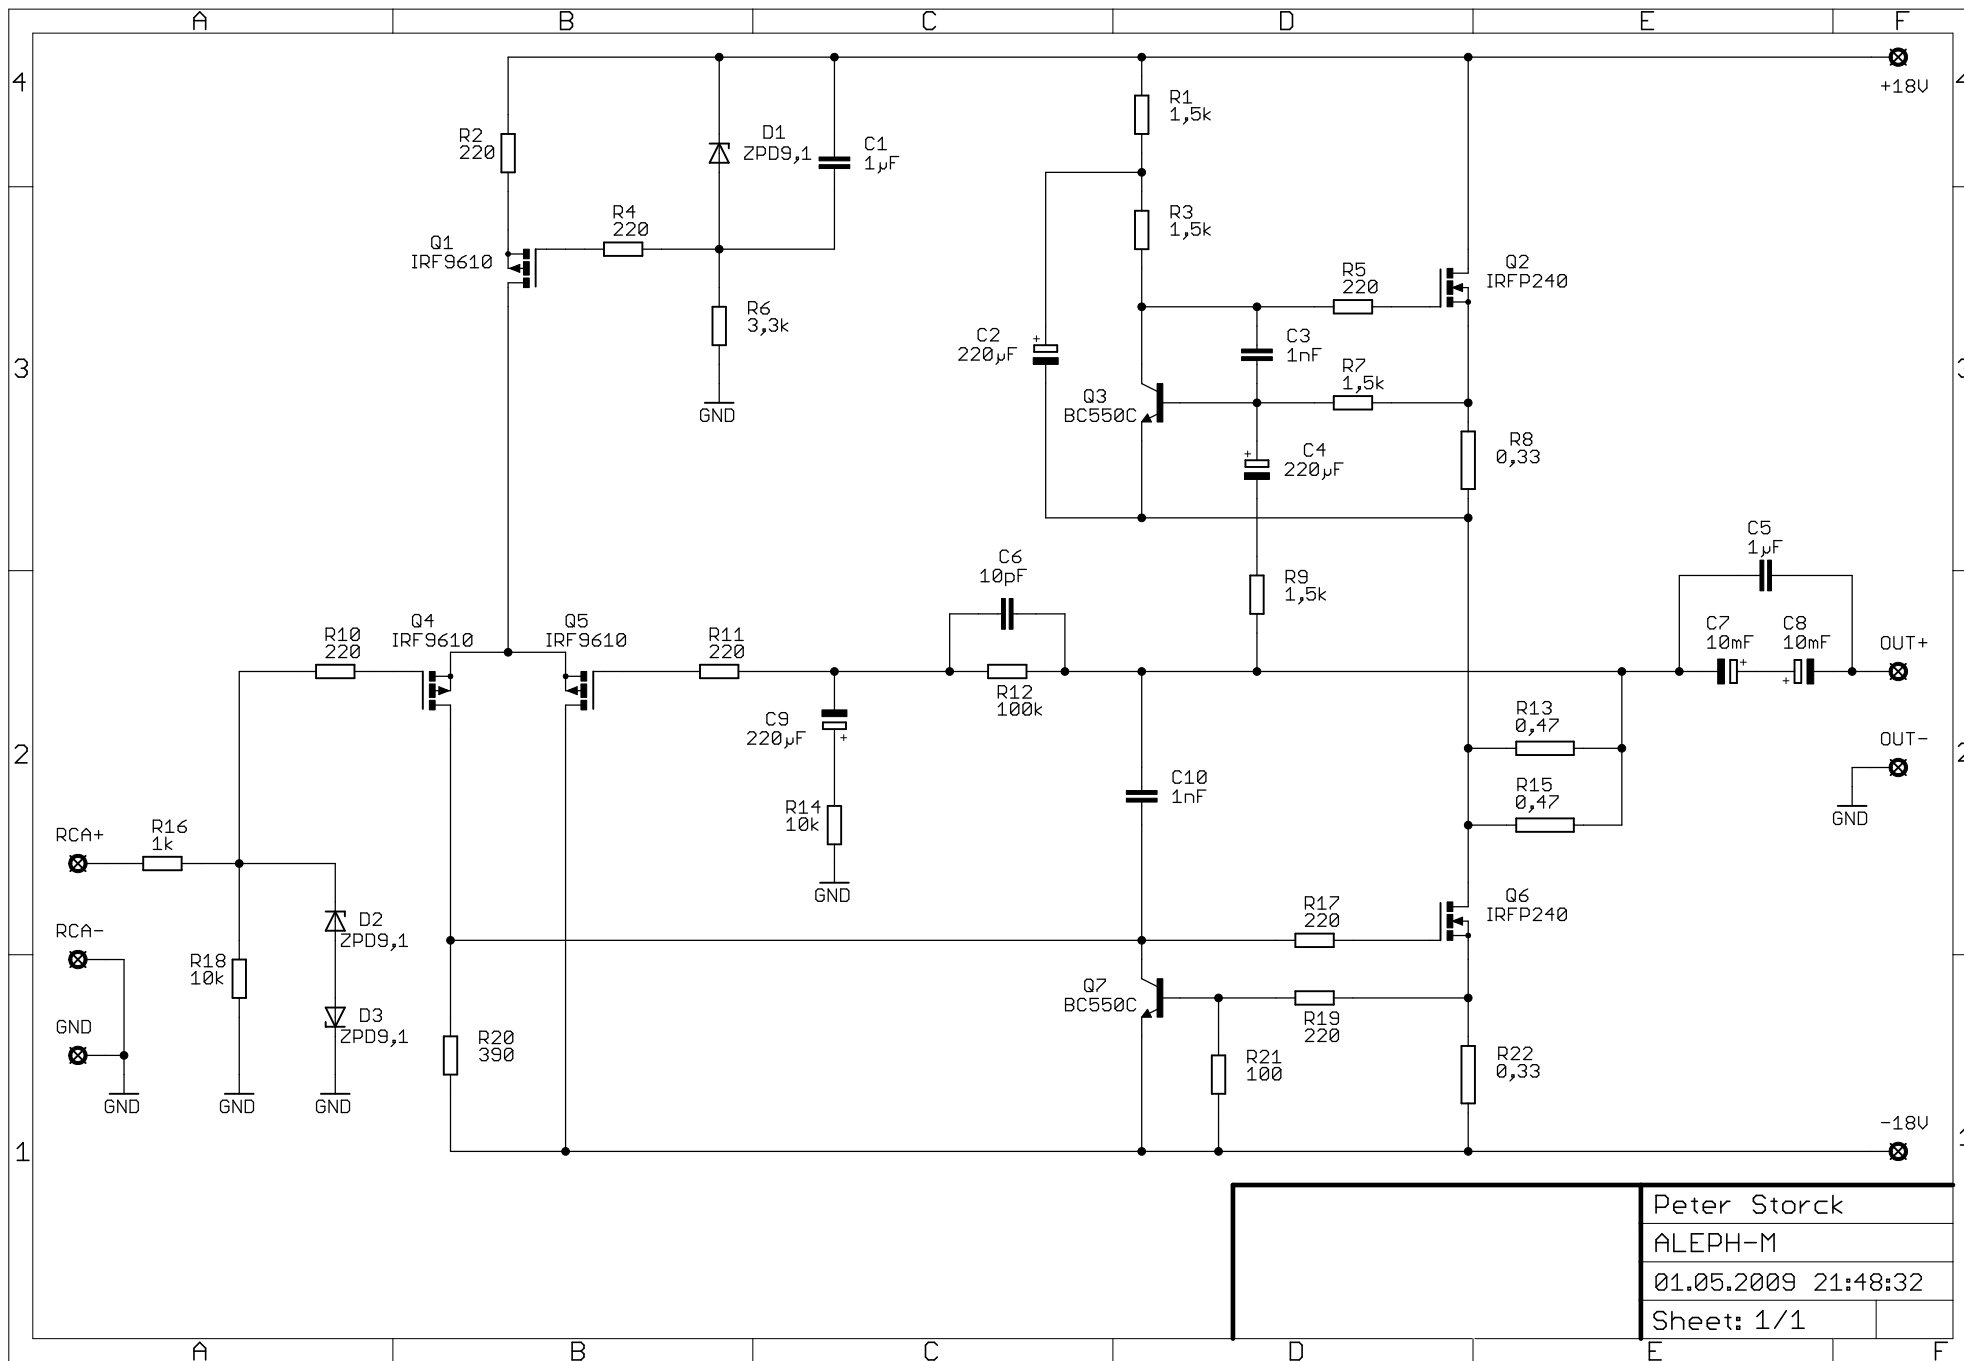 A B C D E F
4 4
+18V
R1
1,5k
R2
220
D1
ZPD9,1
C1
1µF
R4
220
R3
1,5k
Q1
IRF9610
Q2
IRFP240
R5
220
R6
3,3k
C2
220µF
+
C3
1nF
3 3
R7
1,5k
GND
Q3
BC550C
R8
0,33
+
C4
220µF
C5
1µF
C6
10pF
R9
1,5k
R10
220
Q4
IRF9610
Q5
IRF9610
R11
220
C7
10mF
+
C8
10mF
+
OUT+
R12
100k
C9
220µF
+
R13
0,47
OUT-
2 2
C10
1nF
R15
0,47
R14
10k
GND
RCA+
R16
1k
GND
Q6
IRFP240
R17
220
D2
ZPD9,1
RCA-
R18
10k
Q7
BC550C
R19
220
GND
D3
ZPD9,1
R20
390
R21
100
R22
0,33
GND GND GND
-18V
1 1
Peter Storck
ALEPH-M
01.05.2009 21:48:32
Sheet: 1/1
A B C D E F